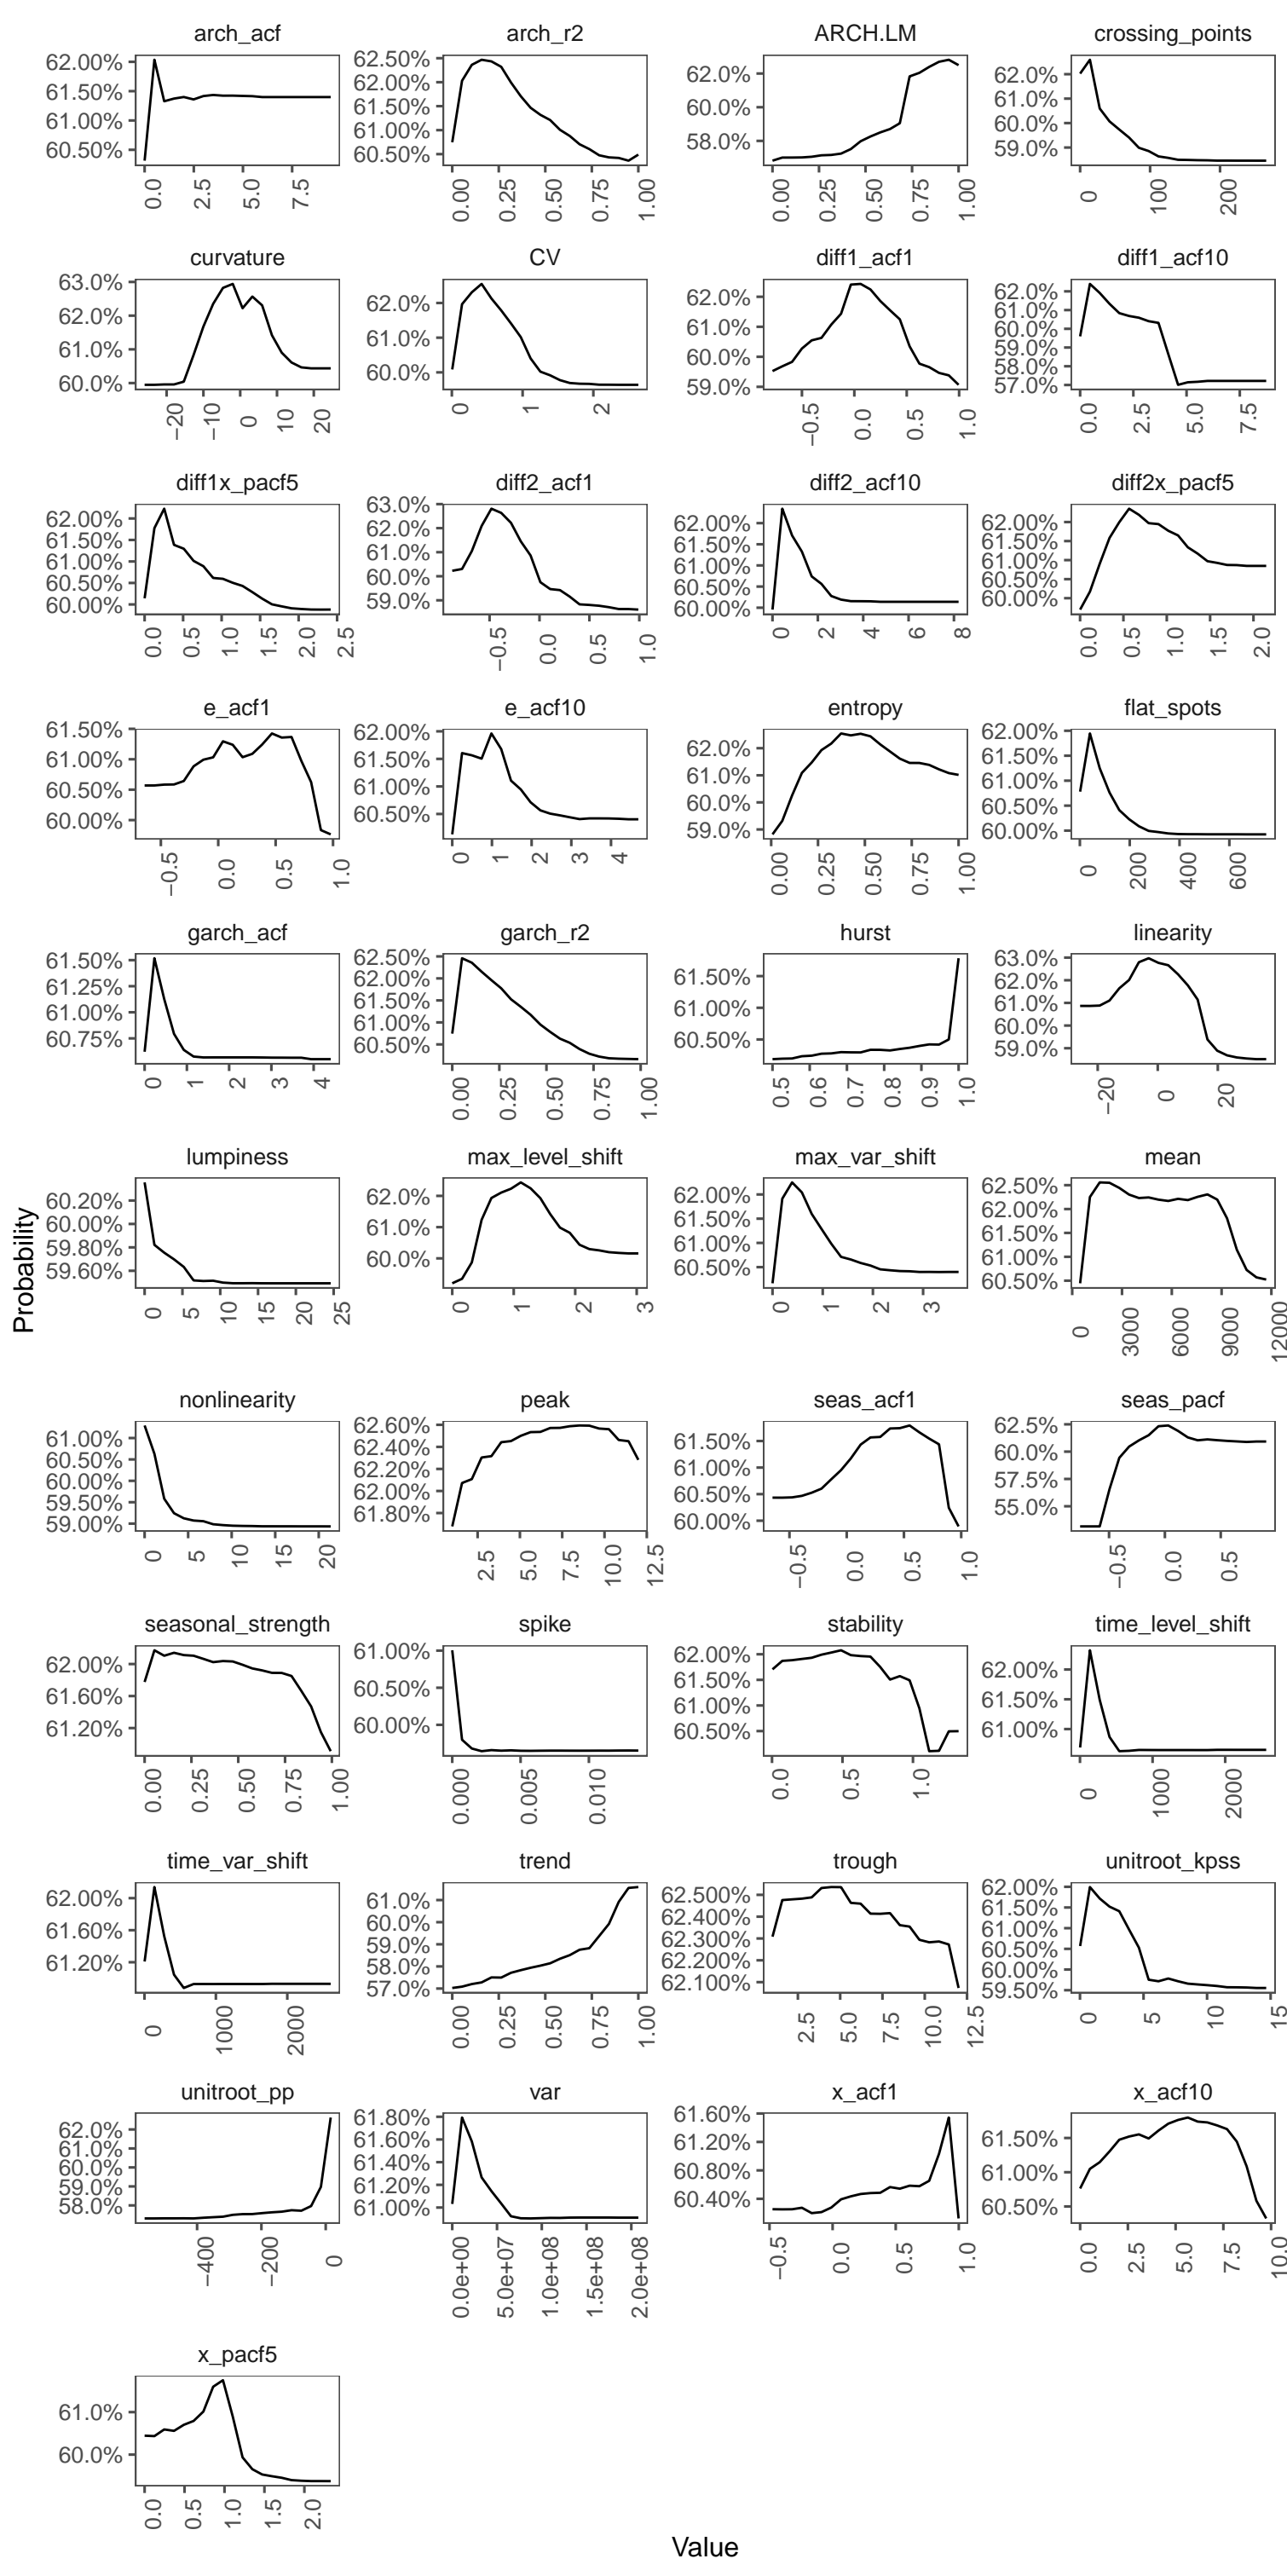 arch_acf arch_r2 ARCH.LM crossing_points
62.00% 61.50% 61.00% 60.50% 62.50% 62.00% 61.50% 61.00% 60.50% 62.0% 60.0% 58.0% 62.0% 61.0% 60.0% 59.0%
0.0 2.5 5.0 7.5 0.00 0.25 0.50 0.75 1.00 0.00 0.25 0.50 0.75 1.00 0 100 200
curvature CV diff1_acf1 diff1_acf10
63.0% 62.0% 61.0% 60.0% 62.0% 61.0% 60.0% 62.0% 61.0% 60.0% 59.0% 62.0% 61.0% 60.0% 59.0% 58.0% 57.0%
−20 −10 0 10 20 0 1 2 −0.5 0.0 0.5 1.0 0.0 2.5 5.0 7.5
diff1x_pacf5 diff2_acf1 diff2_acf10 diff2x_pacf5
62.00% 61.50% 61.00% 60.50% 60.00% 63.0% 62.0% 61.0% 60.0% 59.0% 62.00% 61.50% 61.00% 60.50% 60.00% 62.00% 61.50% 61.00% 60.50% 60.00%
0.0 0.5 1.0 1.5 2.0 2.5 −0.5 0.0 0.5 1.0 0 2 4 6 8 0.0 0.5 1.0 1.5 2.0
e_acf1 e_acf10 entropy flat_spots
61.50% 61.00% 60.50% 60.00% 62.00% 61.50% 61.00% 60.50% 62.0% 61.0% 60.0% 59.0% 62.00% 61.50% 61.00% 60.50% 60.00%
−0.5 0.0 0.5 1.0 0 1 2 3 4 0.00 0.25 0.50 0.75 1.00 0 200 400 600
garch_acf garch_r2 hurst linearity
61.50% 61.25% 61.00% 60.75% 62.50% 62.00% 61.50% 61.00% 60.50% 61.50% 61.00% 60.50% 63.0% 62.0% 61.0% 60.0% 59.0%
0 1 2 3 4 0.00 0.25 0.50 0.75 1.00 0.5 0.6 0.7 0.8 0.9 1.0 −20 0 20
lumpiness max_level_shift max_var_shift mean
60.20% 60.00% 59.80% 59.60% 62.0% 61.0% 60.0% 62.00% 61.50% 61.00% 60.50% 62.50% 62.00% 61.50% 61.00% 60.50%
0 5 10 15 20 25 0 1 2 3 0 1 2 3 0 3000 6000 9000 12000
Probability
nonlinearity peak seas_acf1 seas_pacf
61.00% 60.50% 60.00% 59.50% 59.00% 62.60% 62.40% 62.20% 62.00% 61.80% 61.50% 61.00% 60.50% 60.00% 62.5% 60.0% 57.5% 55.0%
0 5 10 15 20 2.5 5.0 7.5 10.0 12.5 −0.5 0.0 0.5 1.0 −0.5 0.0 0.5
seasonal_strength spike stability time_level_shift
62.00% 61.60% 61.20% 61.00% 60.50% 60.00% 62.00% 61.50% 61.00% 60.50% 62.00% 61.50% 61.00%
0.00 0.25 0.50 0.75 1.00 0.000 0.005 0.010 0.0 0.5 1.0 0 1000 2000
time_var_shift trend trough unitroot_kpss
62.00% 61.60% 61.20% 61.0% 60.0% 59.0% 58.0% 57.0% 62.500% 62.400% 62.300% 62.200% 62.100% 62.00% 61.50% 61.00% 60.50% 60.00% 59.50%
0 1000 2000 0.00 0.25 0.50 0.75 1.00 2.5 5.0 7.5 10.0 12.5 0 5 10 15
unitroot_pp var x_acf1 x_acf10
62.0% 61.0% 60.0% 59.0% 58.0% 61.80% 61.60% 61.40% 61.20% 61.00% 61.60% 61.20% 60.80% 60.40% 61.50% 61.00% 60.50%
−400 −200 0 0.0e+00 5.0e+07 1.0e+08 1.5e+08 2.0e+08 −0.5 0.0 0.5 1.0 0.0 2.5 5.0 7.5 10.0
x_pacf5
61.0% 60.0%
0.0 0.5 1.0 1.5 2.0
Value